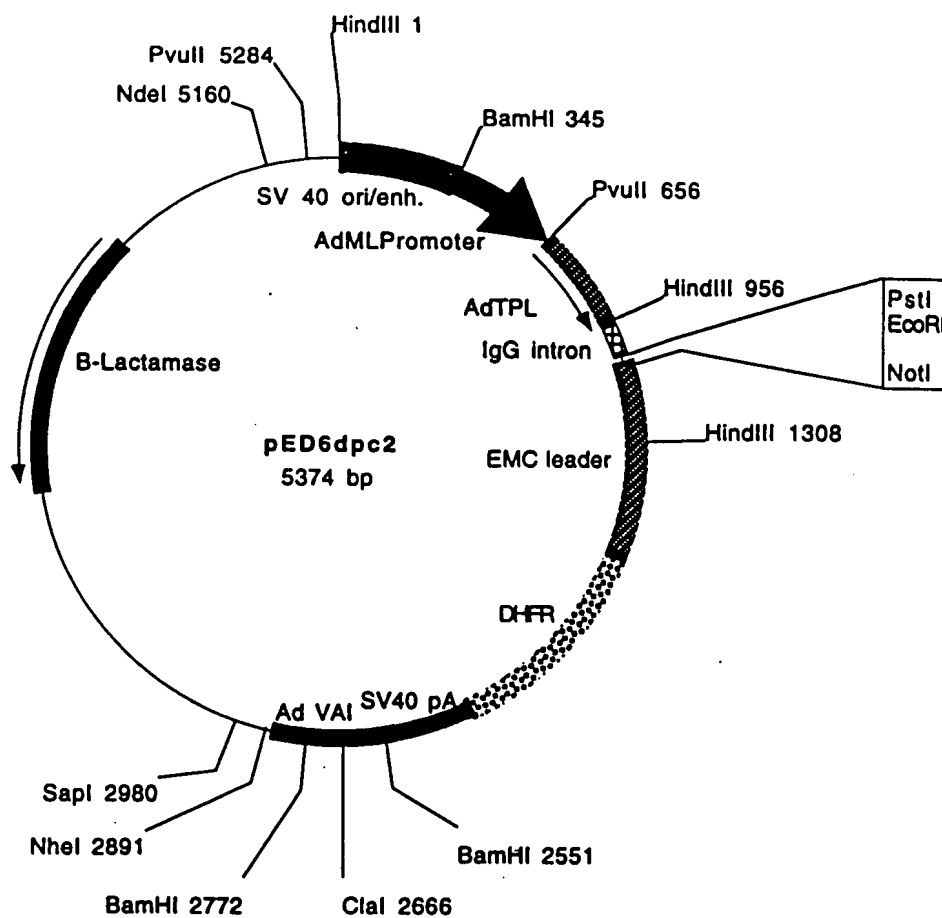 HindIII 1
PvuII 5284
NdeI 5160
BamHI 345
SV 40 ori/enh.
PvuII 656
AdMLPromoter
HindIII 956
AdTPL
PstI
EcoRI
IgG intron
NotI
B-Lactamase
HindIII 1308
pED6dpc2
EMC leader
5374 bp
DHFR
SV40 pA
Ad VAI
SapI 2980
NheI 2891
BamHI 2551
BamHI 2772
ClaI 2666